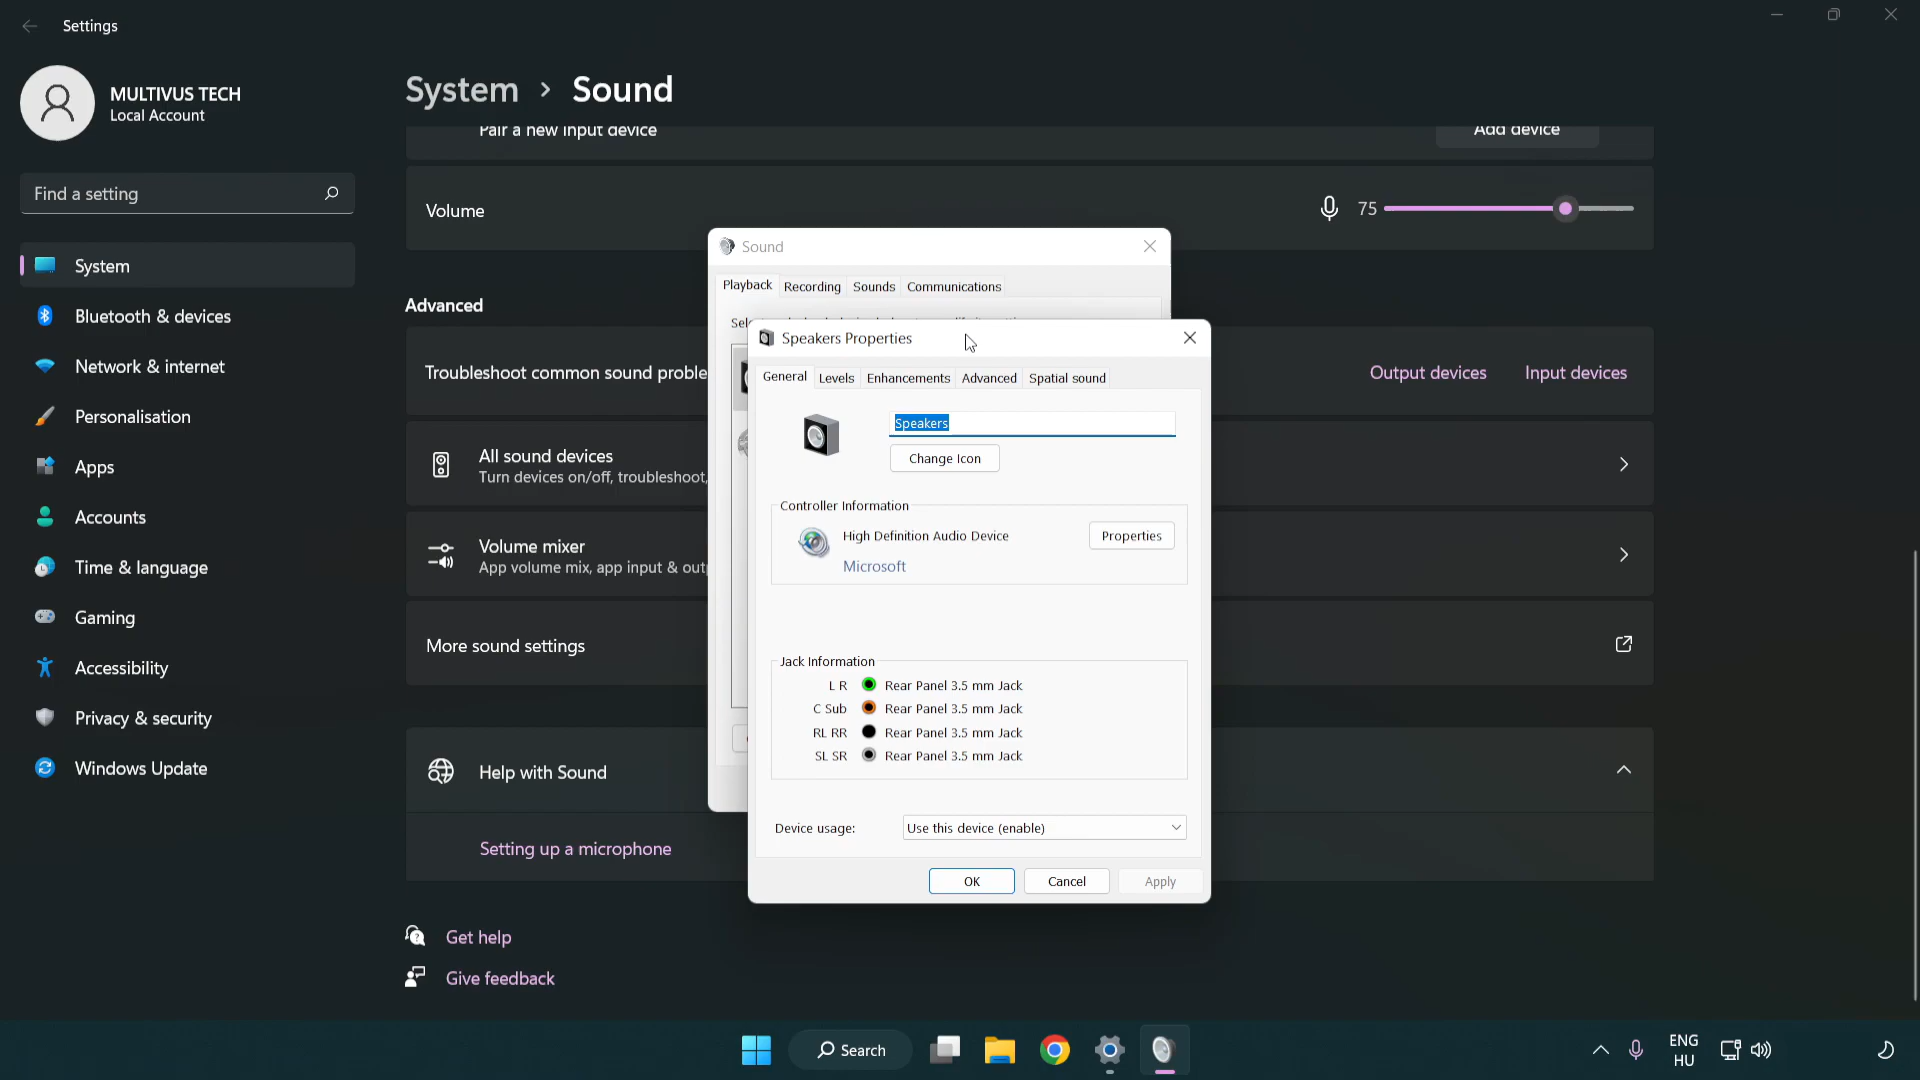 Settings
MULTIVUS TECH
Local Account
Find a setting
System
Bluetooth & devices
Network & internet
Personalisation
Apps
Accounts
Time & language
Gaming
Accessibility
Privacy & security
Windows Update
System › Sound
Pair a new input device
Add device
Volume
75
Advanced
Troubleshoot common sound proble
Output devices
Input devices
All sound devices
Turn devices on/off, troubleshoot,
Volume mixer
App volume mix, app input & outp
More sound settings
Help with Sound
Setting up a microphone
Get help
Give feedback
Sound
Playback
Recording
Sounds
Communications
Speakers Properties
General
Levels
Enhancements
Advanced
Spatial sound
Speakers
Change Icon
Controller Information
High Definition Audio Device
Properties
Microsoft
Jack Information
L R Rear Panel 3.5 mm Jack
C Sub Rear Panel 3.5 mm Jack
RL RR Rear Panel 3.5 mm Jack
SL SR Rear Panel 3.5 mm Jack
Device usage:
Use this device (enable)
OK
Cancel
Apply
Search
ENG
HU